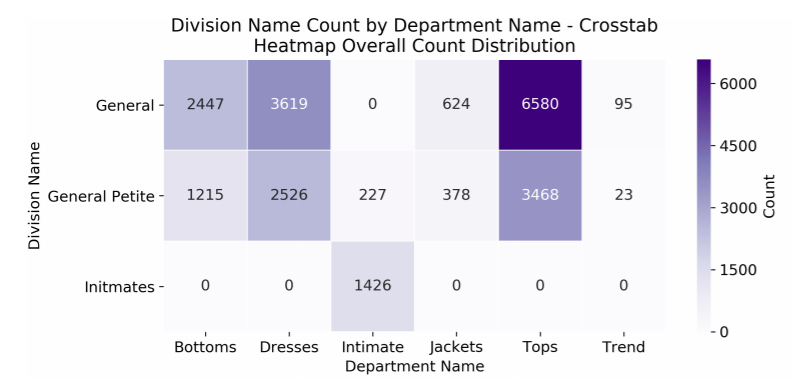 Division Name Count by Department Name - Crosstab
Heatmap Overall Count Distribution
Division Name
General
2447 3619 0 624 6580 95
General Petite
1215 2526 227 378 3468 23
Initmates
0 0 1426 0 0 0
Bottoms Dresses Intimate Jackets Tops Trend
Department Name
6000
4500
3000
1500
0
Count